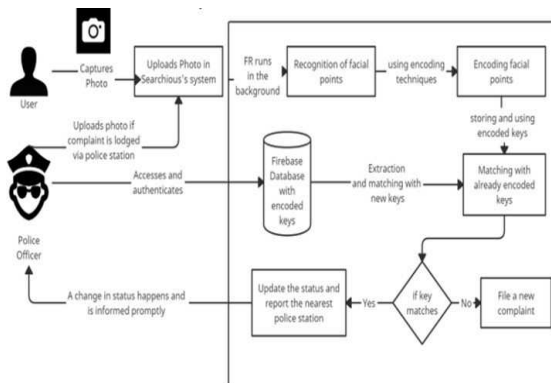 Captures
Photo
User
Uploads Photo in
Searchious's system
FR runs
in the
background
Recognition of facial
points
using encoding
techniques
Encoding facial
points
Uploads photo if
complaint is lodged
via police station
storing and using
encoded keys
Accesses and
authenticates
Firebase
Database
with
encoded
keys
Extraction
and matching with
new keys
Matching with
already encoded
keys
Police
Officer
A change in status happens and
is informed promptly
Update the status and
report the nearest
police station
Yes
if key
matches
No
File a new
complaint